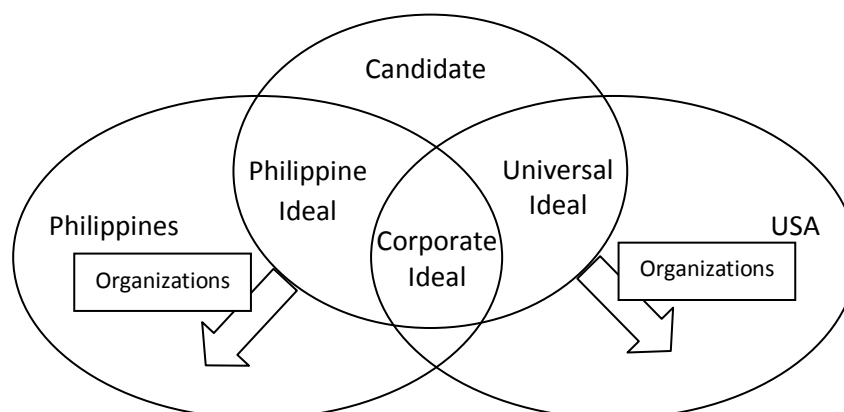 Candidate
Philippine
Ideal
Universal
Ideal
Philippines
USA
Corporate
Ideal
Organizations
Organizations